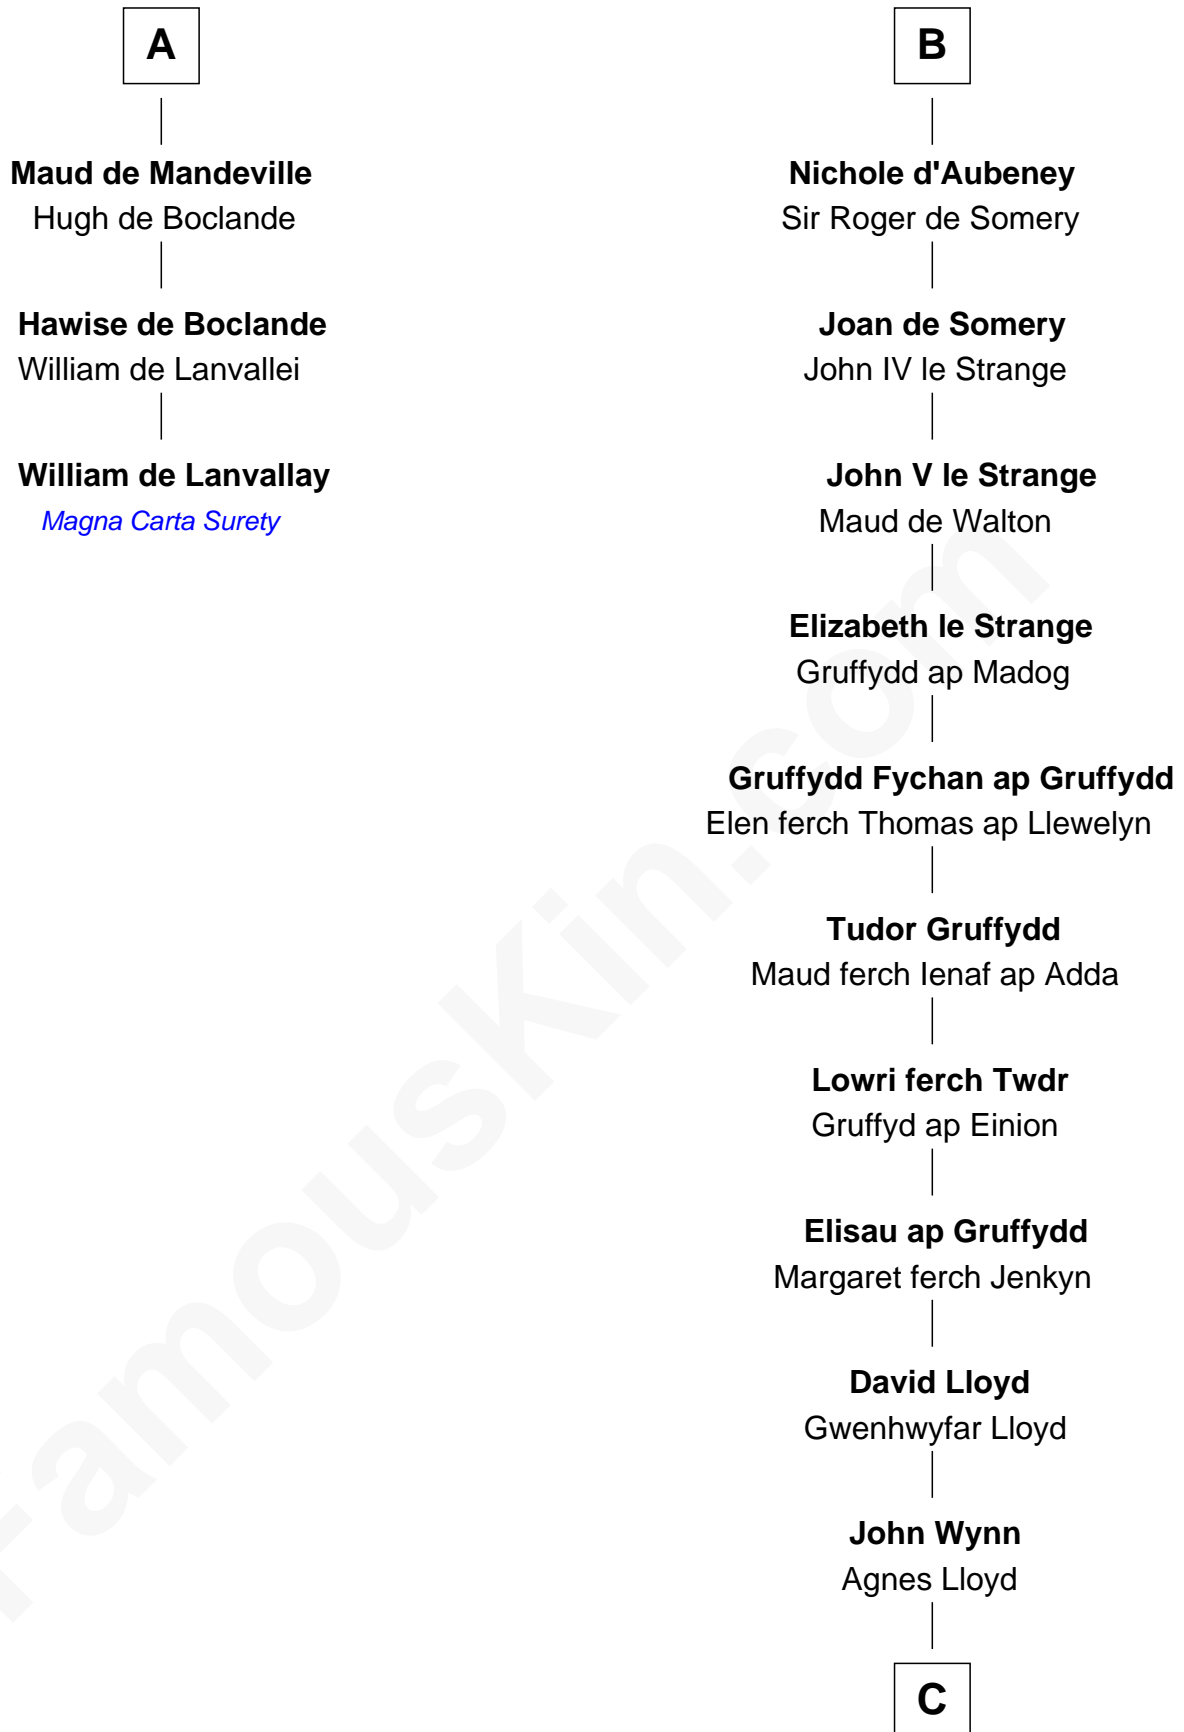 A
Maud de Mandeville
Hugh de Boclande
Hawise de Boclande
William de Lanvallei
William de Lanvallay
Magna Carta Surety
B
Nichole d'Aubeney
Sir Roger de Somery
Joan de Somery
John IV le Strange
John V le Strange
Maud de Walton
Elizabeth le Strange
Gruffydd ap Madog
Gruffydd Fychan ap Gruffydd
Elen ferch Thomas ap Llewelyn
Tudor Gruffydd
Maud ferch Ienaf ap Adda
Lowri ferch Twdr
Gruffyd ap Einion
Elisau ap Gruffydd
Margaret ferch Jenkyn
David Lloyd
Gwenhwyfar Lloyd
John Wynn
Agnes Lloyd
C
FamousKin.com